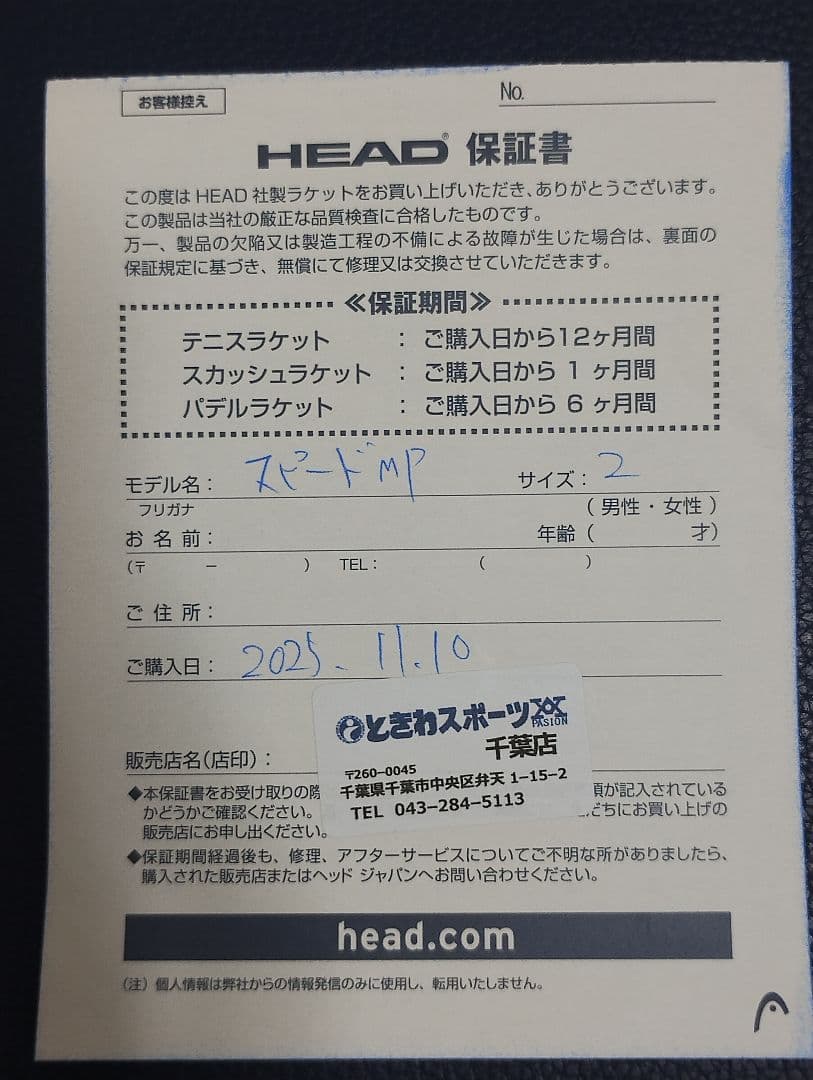 お客様控え
No.
HEAD® 保証書
この度は HEAD 社製ラケットをお買い上げいただき、ありがとうございます。
この製品は当社の厳正な品質検査に合格したものです。
万一、製品の欠陥又は製造工程の不備による故障が生じた場合は、裏面の
保証規定に基づき、無償にて修理又は交換させていただきます。
≪保証期間≫
テニスラケット : ご購入日から12ヶ月間
スカッシュラケット : ご購入日から 1 ヶ月間
パデルラケット : ご購入日から 6 ヶ月間
モデル名: スピードMP サイズ: 2
フリガナ (男性・女性)
お名前: 年齢( 才)
(〒 − ) TEL: ( )
ご住所:
ご購入日: 2025. 11.10
ときわスポーツ PASION
千葉店
〒260−0045
千葉県千葉市中央区弁天 1−15−2
TEL 043−284−5113
販売店名(店印):
◆本保証書をお受け取りの際 項が記入されている
かどうかご確認ください。 だちにお買い上げの
販売店にお申し出ください。
◆保証期間経過後も、修理、アフターサービスについてご不明な所がありましたら、
購入された販売店またはヘッド ジャパンへお問い合わせください。
head.com
(注) 個人情報は弊社からの情報発信のみに使用し、転用いたしません。